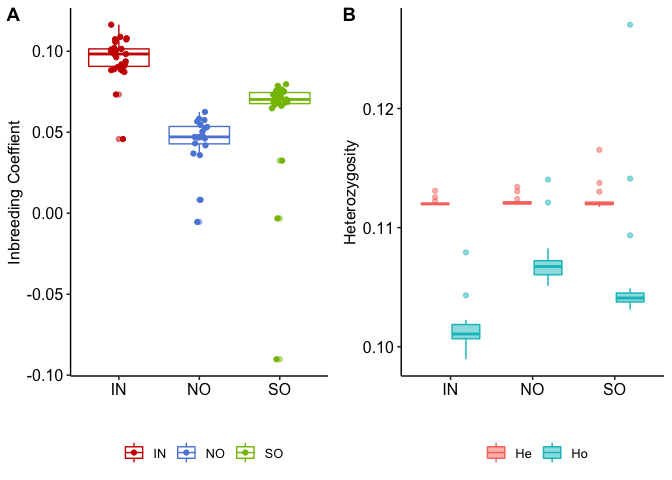 A
Inbreeding Coeffient
0.10
0.05
0.00
-0.05
-0.10
IN NO SO
IN NO SO
B
Heterozygosity
0.12
0.11
0.10
IN NO SO
He Ho